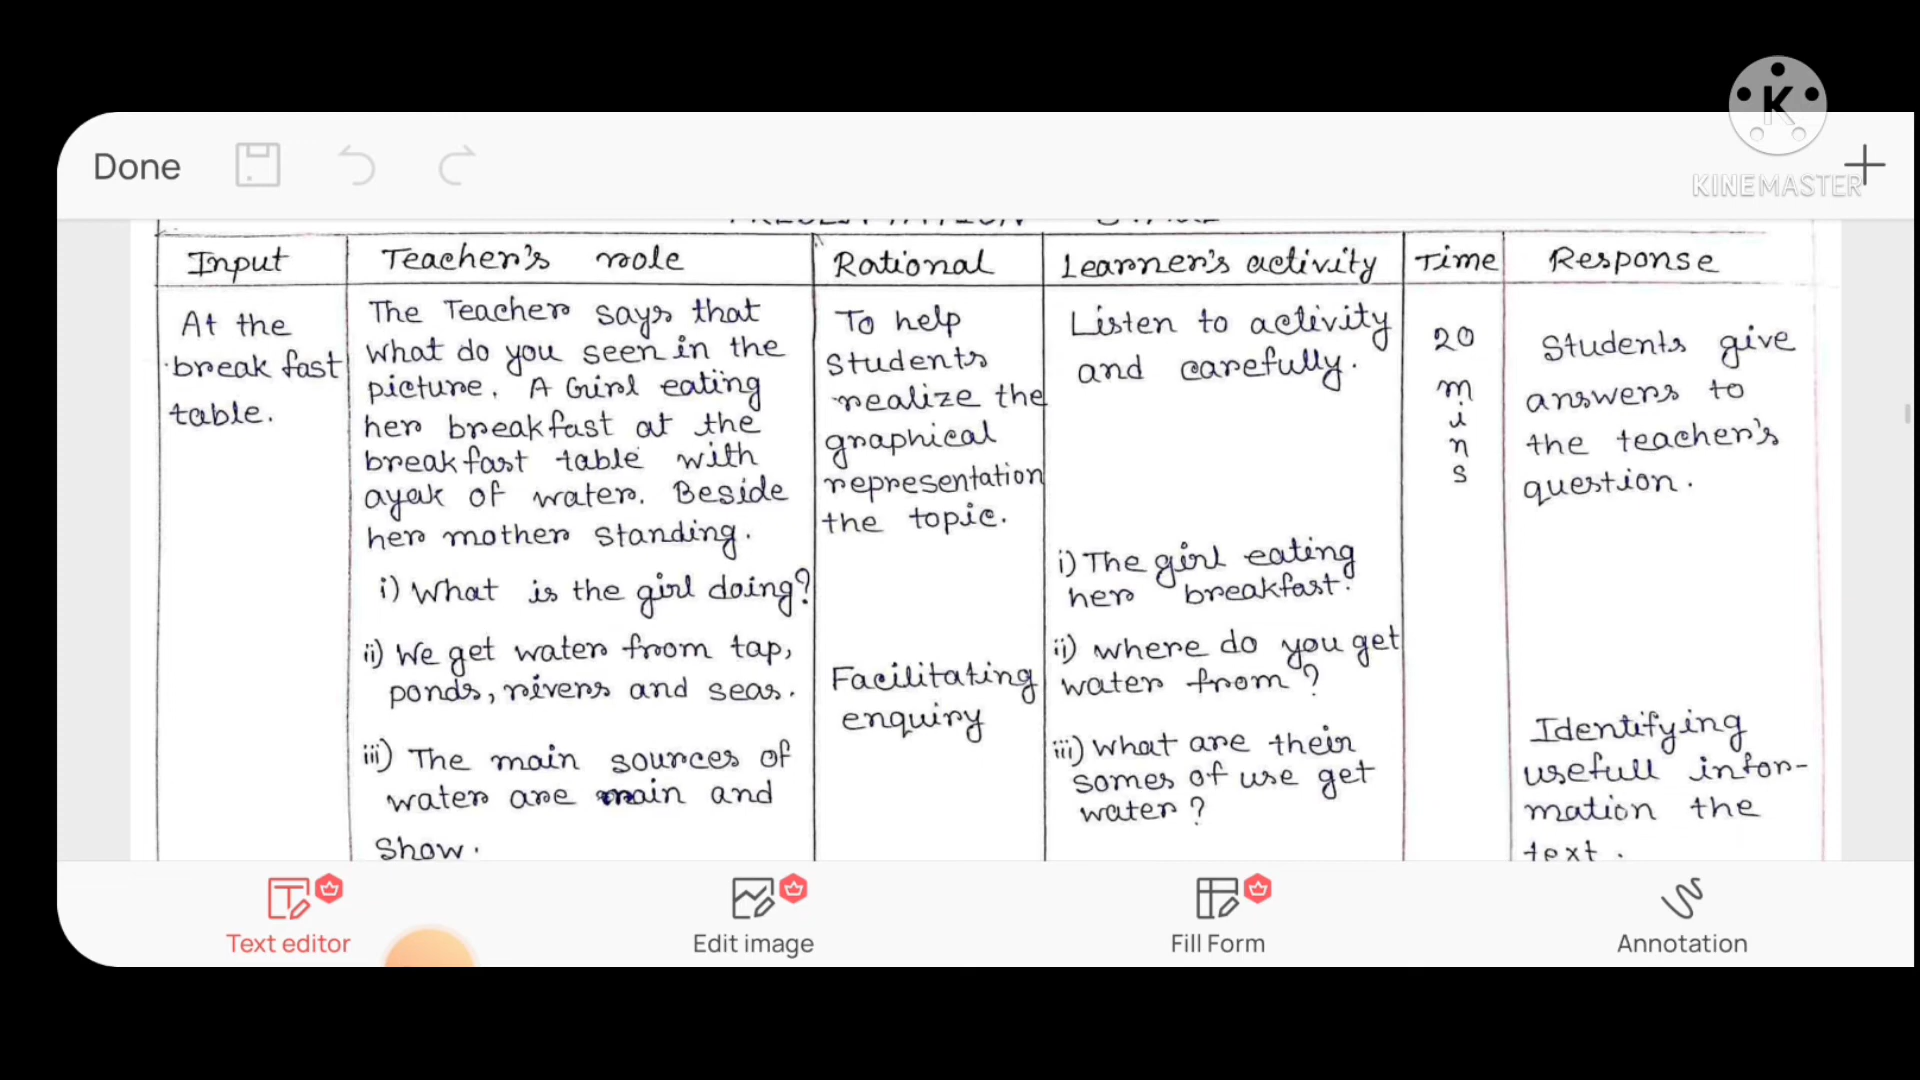 KINEMASTER
Done
PRESENTATION STAGE
Input
Teacher's role
Rational
Learner's activity
Time
Response
At the
break fast
table.
The Teacher says that
what do you seen in the
picture. A Girl eating
her breakfast at the
breakfast table with
ayak of water. Beside
her mother standing.
i) What is the girl doing?
ii) We get water from tap,
ponds, rivers and seas.
iii) The main sources of
water are main and
Show.
To help
students
realize the
graphical
representation
the topic.
Facilitating
enquiry
Listen to activity
and carefully.
i) The girl eating
her breakfast.
ii) where do you get
water from?
iii) What are their
somes of use get
water?
20
mins
Students give
answers to
the teacher's
question.
Identifying
usefull infor-
mation the
text.
Text editor
Edit image
Fill Form
Annotation